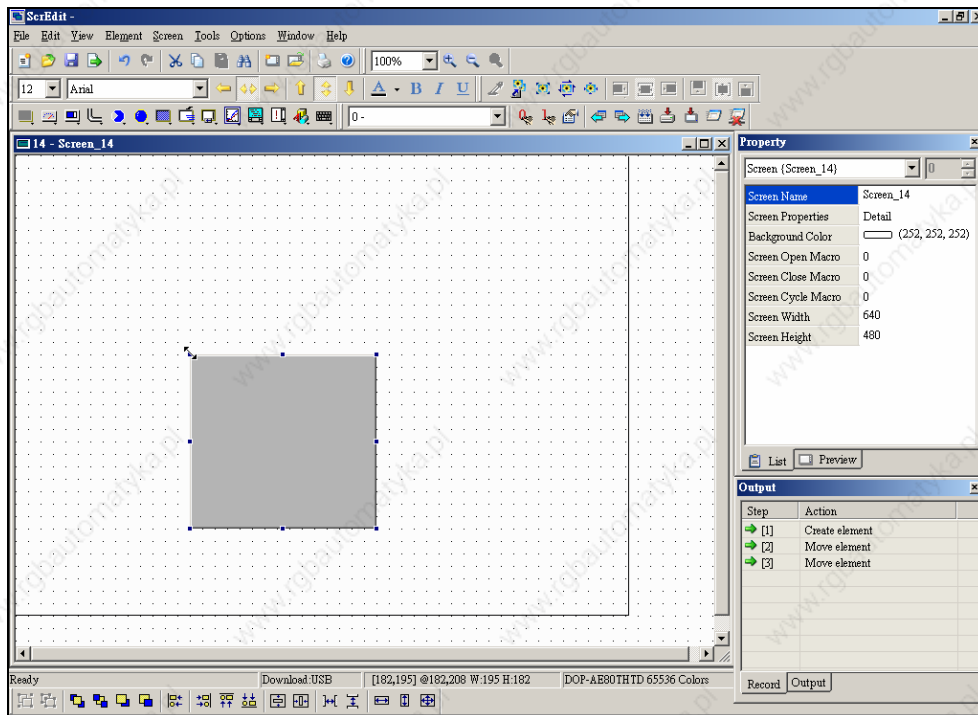 ScrEdit -
File Edit View Element Screen Tools Options Window Help
100%
12 Arial A B I U
0 -
14 - Screen_14
Property
Screen {Screen_14} 0
Screen Name Screen_14
Screen Properties Detail
Background Color (252, 252, 252)
Screen Open Macro 0
Screen Close Macro 0
Screen Cycle Macro 0
Screen Width 640
Screen Height 480
List Preview
Output
Step Action
[1] Create element
[2] Move element
[3] Move element
Record Output
Ready Download:USB [182,195] @182,208 W:195 H:182 DOP-AE80THTD 65536 Colors
www.rgbautomatyka.pl